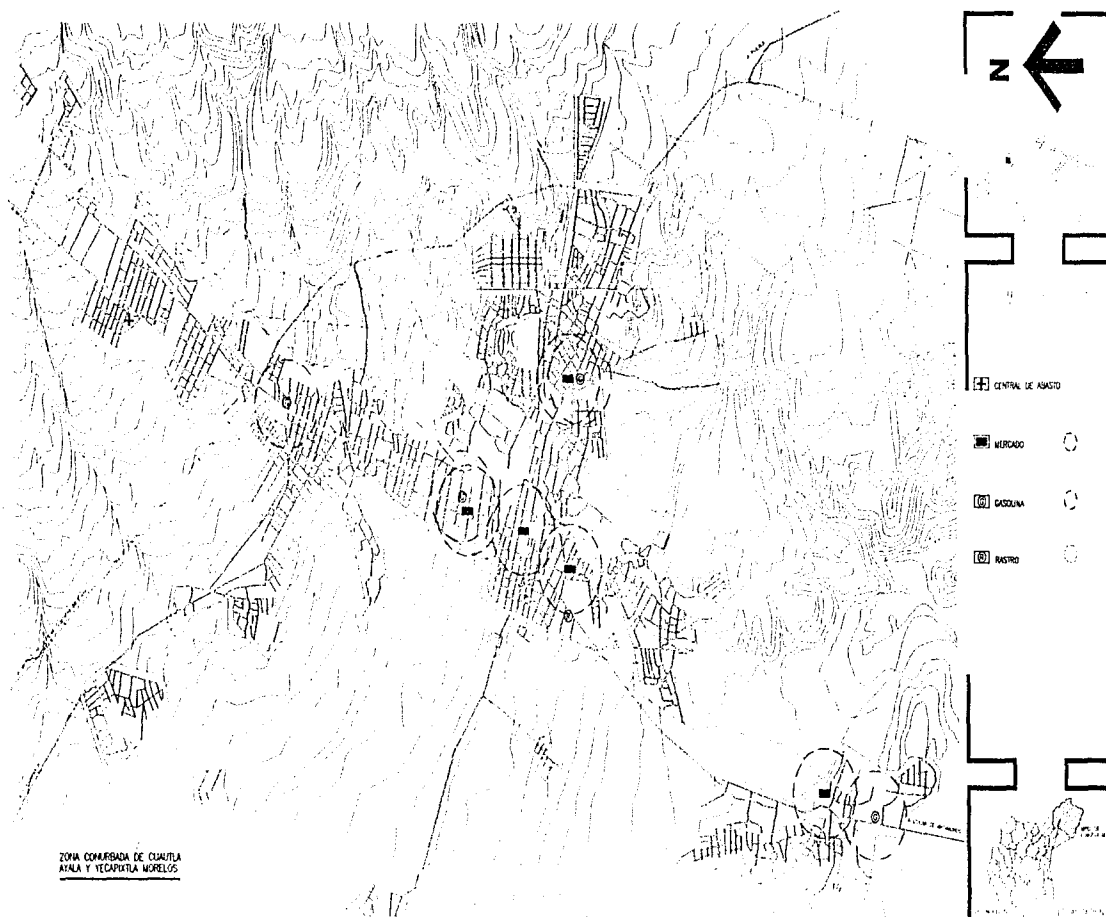 N
CENTRAL DE ABASTO
MERCADO
GASOLINA
RASTRO
ZONA CONURBADA DE CUAUTLA
AYALA Y YECAPIXTLA MORELOS